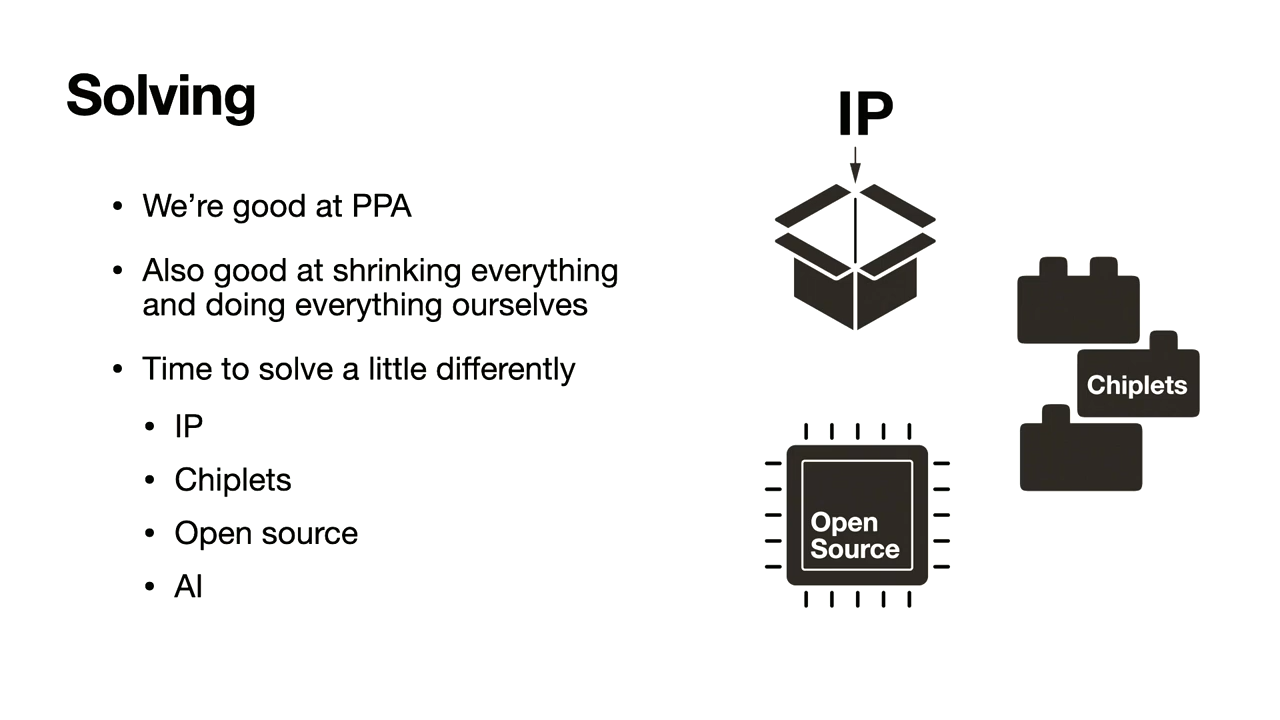 Solving
• We’re good at PPA
• Also good at shrinking everything
and doing everything ourselves
• Time to solve a little differently
• IP
• Chiplets
• Open source
• AI
IP
Chiplets
Open
Source